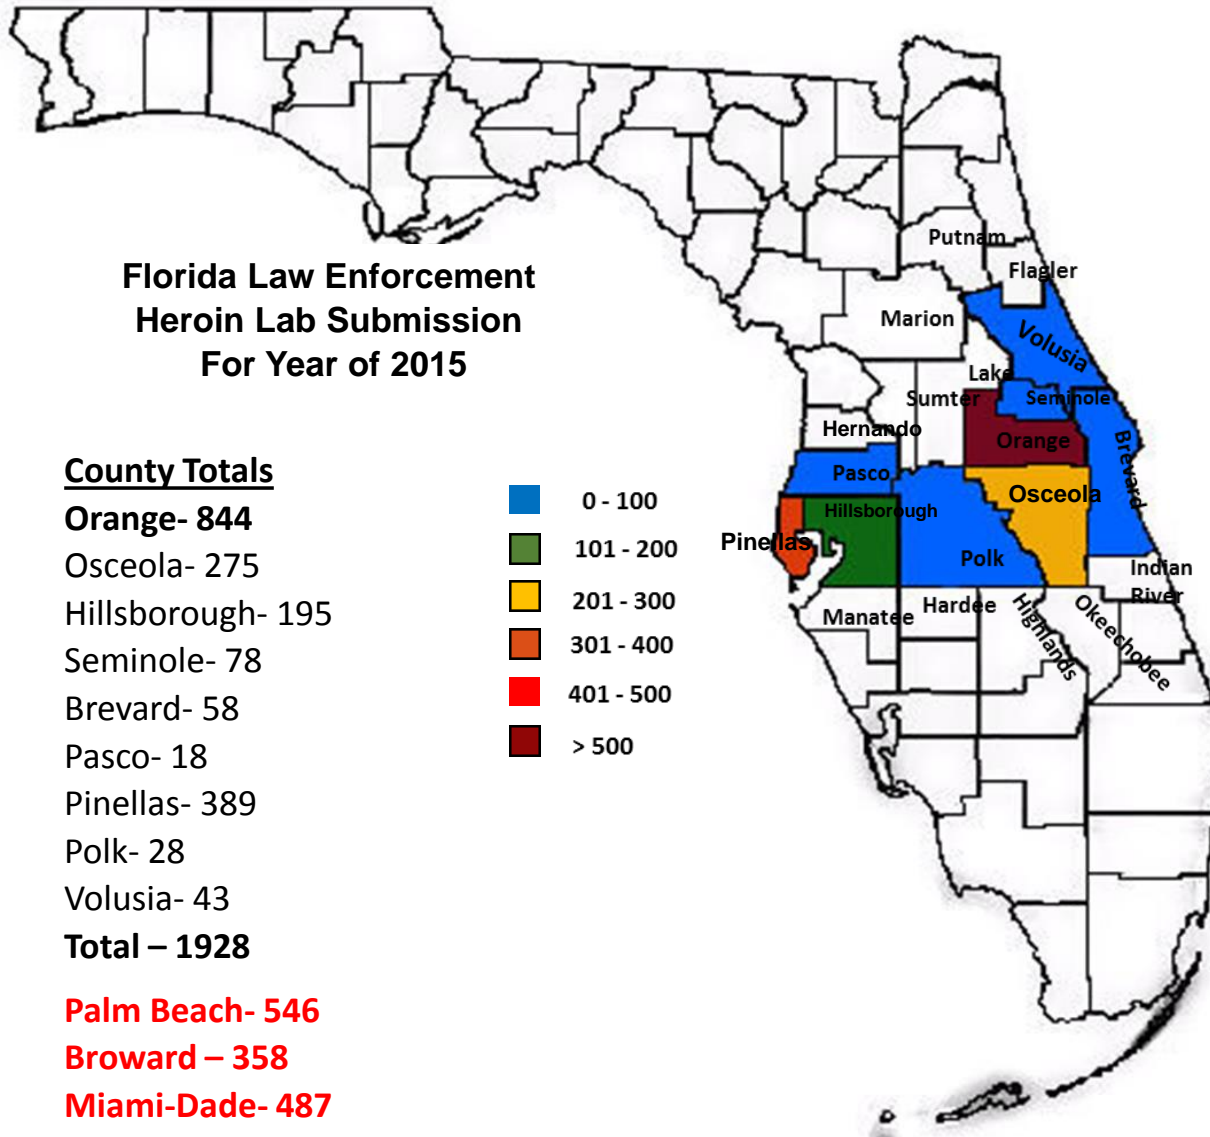 Florida Law Enforcement
Heroin Lab Submission
For Year of 2015
County Totals
Orange- 844
Osceola- 275
Hillsborough- 195
Seminole- 78
Brevard- 58
Pasco- 18
Pinellas- 389
Polk- 28
Volusia- 43
Total – 1928
Palm Beach- 546
Broward – 358
Miami-Dade- 487
0 - 100
101 - 200
201 - 300
301 - 400
401 - 500
> 500
Putnam
Flagler
Marion
Volusia
Lake
Sumter
Seminole
Hernando
Orange
Brevard
Pasco
Osceola
Hillsborough
Pinellas
Polk
Indian
River
Hardee
Manatee
Highlands
Okeechobee